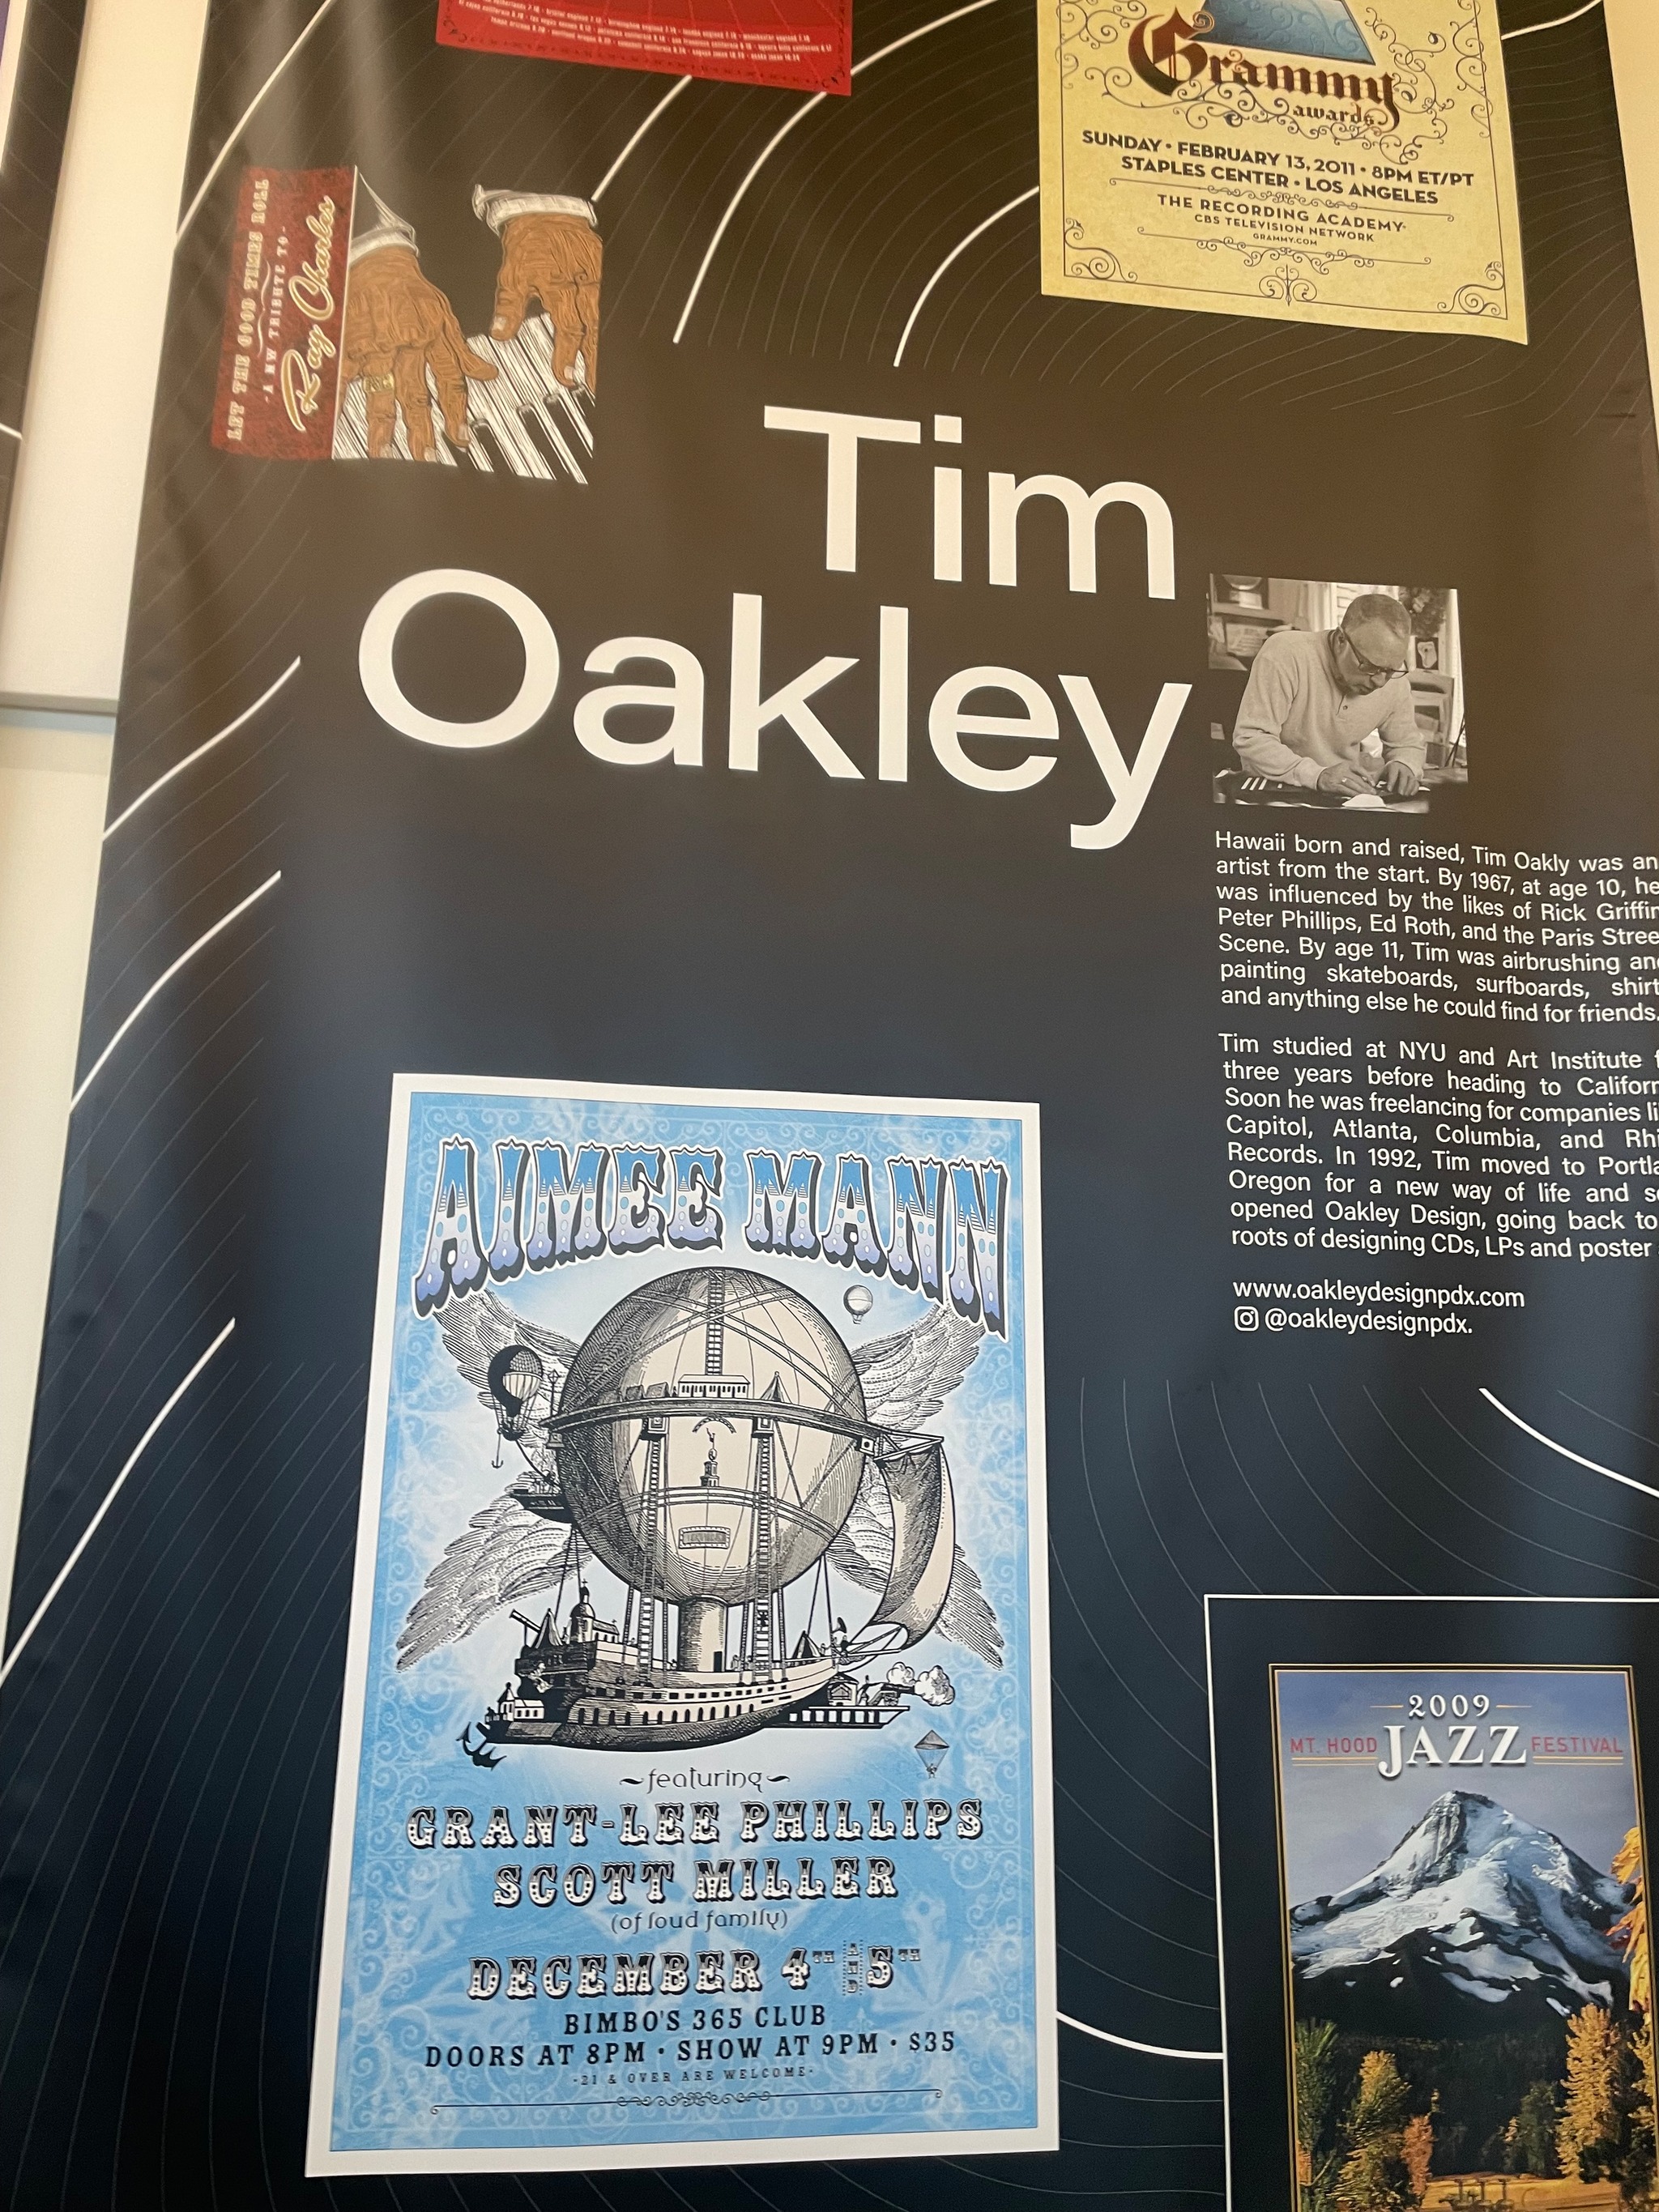 Grammy
awards
SUNDAY • FEBRUARY 13, 2011 • 8PM ET/PT
STAPLES CENTER • LOS ANGELES
THE RECORDING ACADEMY
CBS TELEVISION NETWORK
GRAMMY.COM
LET THE GOOD TIMES ROLL
- A NW TRIBUTE TO -
Ray Charles
Tim
Oakley
Hawaii born and raised, Tim Oakly was an
artist from the start. By 1967, at age 10, he
was influenced by the likes of Rick Griffin
Peter Phillips, Ed Roth, and the Paris Stree
Scene. By age 11, Tim was airbrushing and
painting skateboards, surfboards, shirt
and anything else he could find for friends.
Tim studied at NYU and Art Institute f
three years before heading to Californ
Soon he was freelancing for companies li
Capitol, Atlanta, Columbia, and Rhi
Records. In 1992, Tim moved to Portla
Oregon for a new way of life and s
opened Oakley Design, going back to
roots of designing CDs, LPs and poster
www.oakleydesignpdx.com
@oakleydesignpdx.
AIMEE MANN
~featuring~
GRANT-LEE PHILLIPS
SCOTT MILLER
(of loud family)
DECEMBER 4TH AND 5TH
BIMBO'S 365 CLUB
DOORS AT 8PM • SHOW AT 9PM • $35
·21 & OVER ARE WELCOME·
2009
MT. HOOD JAZZ FESTIVAL